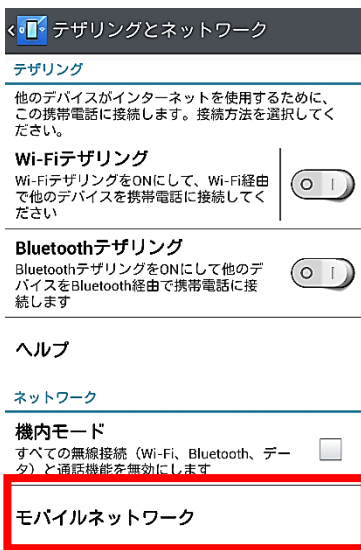 テザリングとネットワーク
テザリング
他のデバイスがインターネットを使用するために、
この携帯電話に接続します。接続方法を選択してく
ださい。
Wi-Fiテザリング
Wi-FiテザリングをONにして、Wi-Fi経由
で他のデバイスを携帯電話に接続してく
ださい
Bluetoothテザリング
BluetoothテザリングをONにして他のデ
バイスをBluetooth経由で携帯電話に接
続します
ヘルプ
ネットワーク
機内モード
すべての無線接続（Wi-Fi、Bluetooth、デー
タ）と通話機能を無効にします
モバイルネットワーク